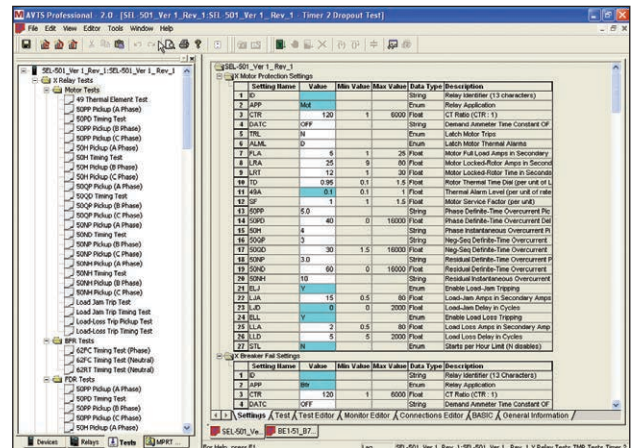 AVTS Professional 2.0 - [SEL-501_Ver 1_Rev_1:SEL-501_Ver 1_Rev_1 - Timer 2 Dropout Test]
File Edit View Editor Tools Window Help
SEL-501_Ver 1_Rev_1:SEL-501_Ver 1_Rev_1
X Relay Tests
Motor Tests
49 Thermal Element Test
50PP Pickup (A Phase)
50PD Timing Test
50PP Pickup (B Phase)
50PP Pickup (C Phase)
50H Pickup (A Phase)
50H Timing Test
50H Pickup (B Phase)
50H Pickup (C Phase)
50QP Pickup (A Phase)
50QD Timing Test
50QP Pickup (B Phase)
50QP Pickup (C Phase)
50NP Pickup (A Phase)
50ND Timing Test
50NP Pickup (B Phase)
50NP Pickup (C Phase)
50NH Pickup (A Phase)
50NH Timing Test
50NH Pickup (B Phase)
50NH Pickup (C Phase)
Load Jam Trip Test
Load Jam Trip Timing Test
Load-Loss Trip Pickup Test
Load-Loss Trip Timing Test
BFR Tests
62FC Timing Test (Phase)
62FC Timing Test (Neutral)
62RT Timing Test (Neutral)
FDR Tests
50PP Pickup (A Phase)
50PD Timing Test
50PP Pickup (B Phase)
50PP Pickup (C Phase)
50H Pickup (A Phase)
Devices Relays Tests MPRT ...
SEL-501_Ver 1_Rev_1
X Motor Protection Settings
Setting Name Value Min Value Max Value Data Type Description
1 ID String Relay Identifier (13 characters)
2 APP Mot Enum Relay Application
3 CTR 120 1 6000 Float CT Ratio (CTR : 1)
4 DATC OFF String Demand Ammeter Time Constant OF
5 TRL N Enum Latch Motor Trips
6 ALML D Enum Latch Motor Thermal Alarms
7 FLA 5 1 25 Float Motor Full Load Amps in Secondary
8 LRA 25 9 80 Float Motor Locked-Rotor Amps in Second
9 LRT 12 1 30 Float Motor Locked-Rotor Time in Seconds
10 TD 0.95 0.1 1.5 Float Rotor Thermal Time Dial (per unit of L
11 49A 0.1 0.1 1 Float Thermal Alarm Level (per unit of rate
12 SF 1 1 1.5 Float Motor Service Factor (per unit)
13 50PP 5.0 Phase Definite-Time Overcurrent Pic
14 50PD 40 0 16000 Float Phase Definite-Time Overcurrent Del
15 50H 4 Phase Instantaneous Overcurrent Pi
16 50QP 3 Neg-Seq Definite-Time Overcurrent
17 50QD 30 1.5 16000 Float Neg-Seq Definite-Time Overcurrent
18 50NP 3.0 Residual Definite-Time Overcurrent P
19 50ND 60 0 16000 Float Residual Definite-Time Overcurrent
20 50NH 10 Residual Instantaneous Overcurrent
21 ELJ Y Enum Enable Load-Jam Tripping
22 LJA 15 0.5 80 Float Load-Jam Amps in Secondary Amps
23 LJD 0 0 2000 Float Load-Jam Delay in Cycles
24 ELL Y Enum Enable Load Loss Tripping
25 LLA 2 0.5 80 Float Load Loss Amps in Secondary Amp
26 LLD 5 5 2000 Float Load Loss Delay in Cycles
27 STL N Enum Starts per Hour Limit (N disables)
X Breaker Fail Settings
Setting Name Value Min Value Max Value Data Type Description
1 ID String Relay Identifier (13 Characters)
2 APP Bfr Enum Relay Application
3 CTR 120 1 6000 Float CT Ratio (CTR : 1)
4 DATC OFF String Demand Ammeter Time Constant OF
Settings Test Test Editor Monitor Editor Connections Editor BASIC General Information
SEL-501_Ve... BE1-51_B7...
For Help, press F1